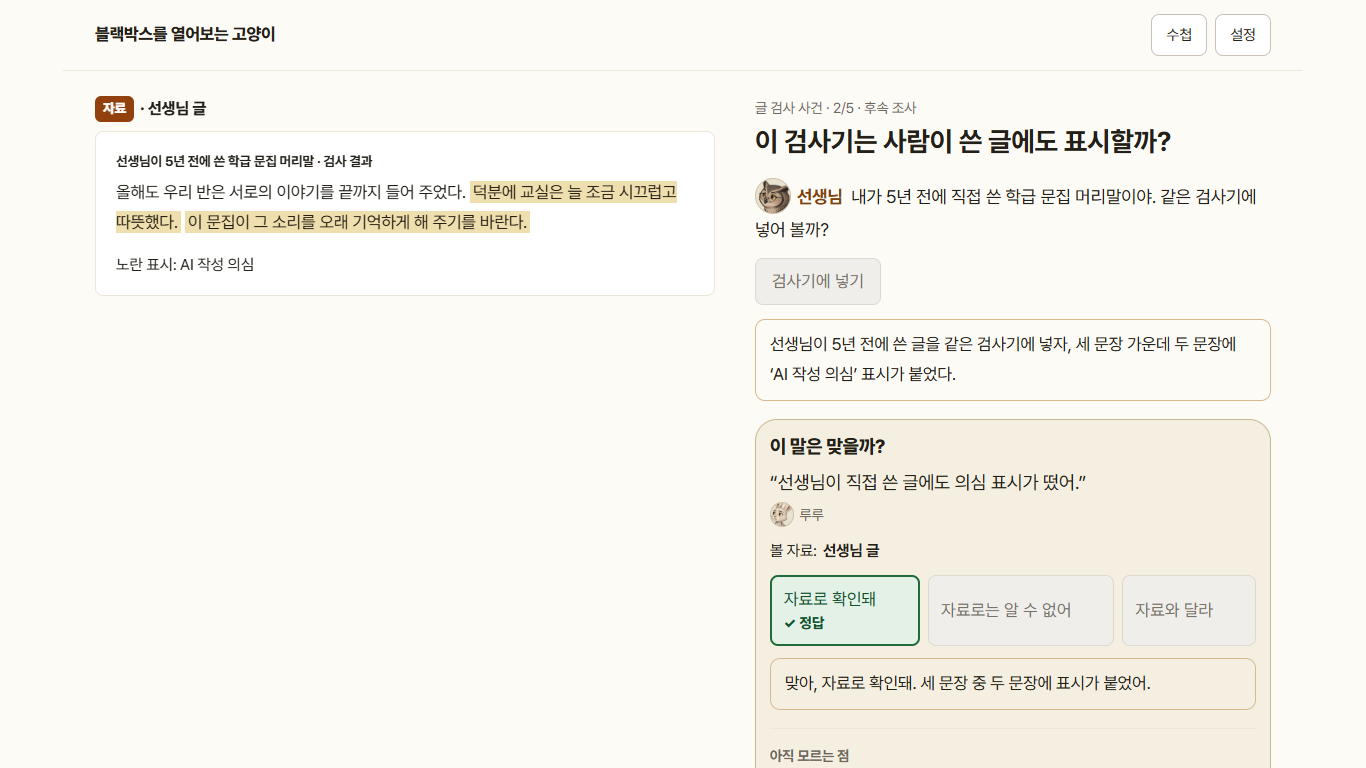 블랙박스를 열어보는 고양이
수첩
설정
자료 · 선생님 글
선생님이 5년 전에 쓴 학급 문집 머리말 · 검사 결과
올해도 우리 반은 서로의 이야기를 끝까지 들어 주었다. 덕분에 교실은 늘 조금 시끄럽고
따뜻했다. 이 문집이 그 소리를 오래 기억하게 해 주기를 바란다.
노란 표시: AI 작성 의심
글 검사 사건 · 2/5 · 후속 조사
이 검사기는 사람이 쓴 글에도 표시할까?
선생님 내가 5년 전에 직접 쓴 학급 문집 머리말이야. 같은 검사기에
넣어 볼까?
검사기에 넣기
선생님이 5년 전에 쓴 글을 같은 검사기에 넣자, 세 문장 가운데 두 문장에
‘AI 작성 의심’ 표시가 붙었다.
이 말은 맞을까?
“선생님이 직접 쓴 글에도 의심 표시가 떴어.”
루루
볼 자료: 선생님 글
자료로 확인돼
✓ 정답
자료로는 알 수 없어
자료와 달라
맞아, 자료로 확인돼. 세 문장 중 두 문장에 표시가 붙었어.
아직 모르는 점